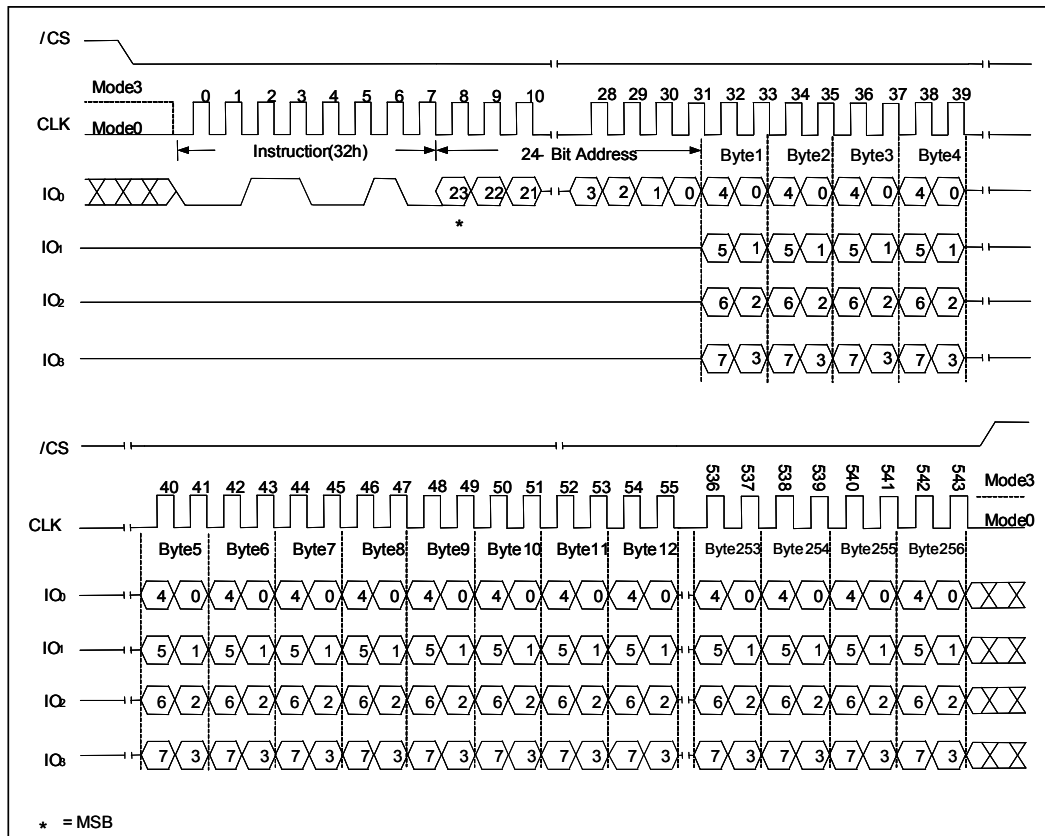 /CS
Mode3
0 1 2 3 4 5 6 7 8 9 10 28 29 30 31 32 33 34 35 36 37 38 39
CLK
Mode0
Instruction(32h) 24- Bit Address Byte1 Byte2 Byte3 Byte4
IO0 23 22 21 3 2 1 0 4 0 4 0 4 0 4 0
*
IO1 5 1 5 1 5 1 5 1
IO2 6 2 6 2 6 2 6 2
IO3 7 3 7 3 7 3 7 3
/CS
40 41 42 43 44 45 46 47 48 49 50 51 52 53 54 55 536 537 538 539 540 541 542 543 Mode3
CLK Mode0
Byte5 Byte6 Byte7 Byte8 Byte9 Byte 10 Byte11 Byte 12 Byte253 Byte 254 Byte255 Byte256
IO0 4 0 4 0 4 0 4 0 4 0 4 0 4 0 4 0 4 0 4 0 4 0 4 0
IO1 5 1 5 1 5 1 5 1 5 1 5 1 5 1 5 1 5 1 5 1 5 1 5 1
IO2 6 2 6 2 6 2 6 2 6 2 6 2 6 2 6 2 6 2 6 2 6 2 6 2
IO3 7 3 7 3 7 3 7 3 7 3 7 3 7 3 7 3 7 3 7 3 7 3 7 3
* = MSB